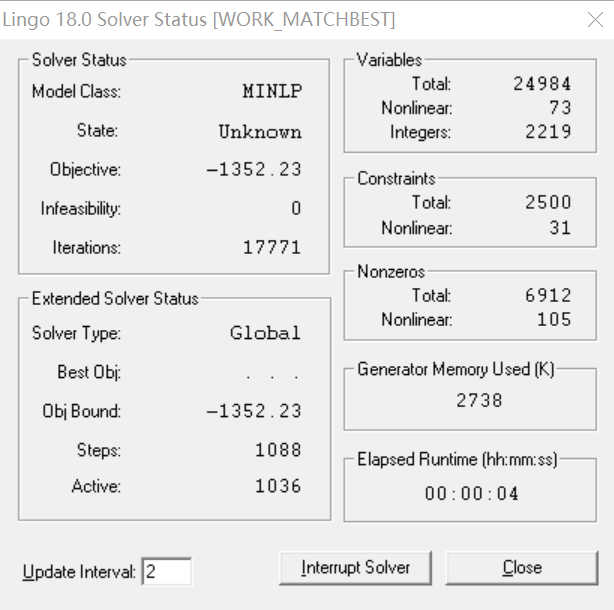 Lingo 18.0 Solver Status [WORK_MATCHBEST]
Solver Status
Model Class: MINLP
State: Unknown
Objective: -1352.23
Infeasibility: 0
Iterations: 17771
Extended Solver Status
Solver Type: Global
Best Obj: . . .
Obj Bound: -1352.23
Steps: 1088
Active: 1036
Variables
Total: 24984
Nonlinear: 73
Integers: 2219
Constraints
Total: 2500
Nonlinear: 31
Nonzeros
Total: 6912
Nonlinear: 105
Generator Memory Used (K)
2738
Elapsed Runtime (hh:mm:ss)
00:00:04
Update Interval: 2
Interrupt Solver
Close